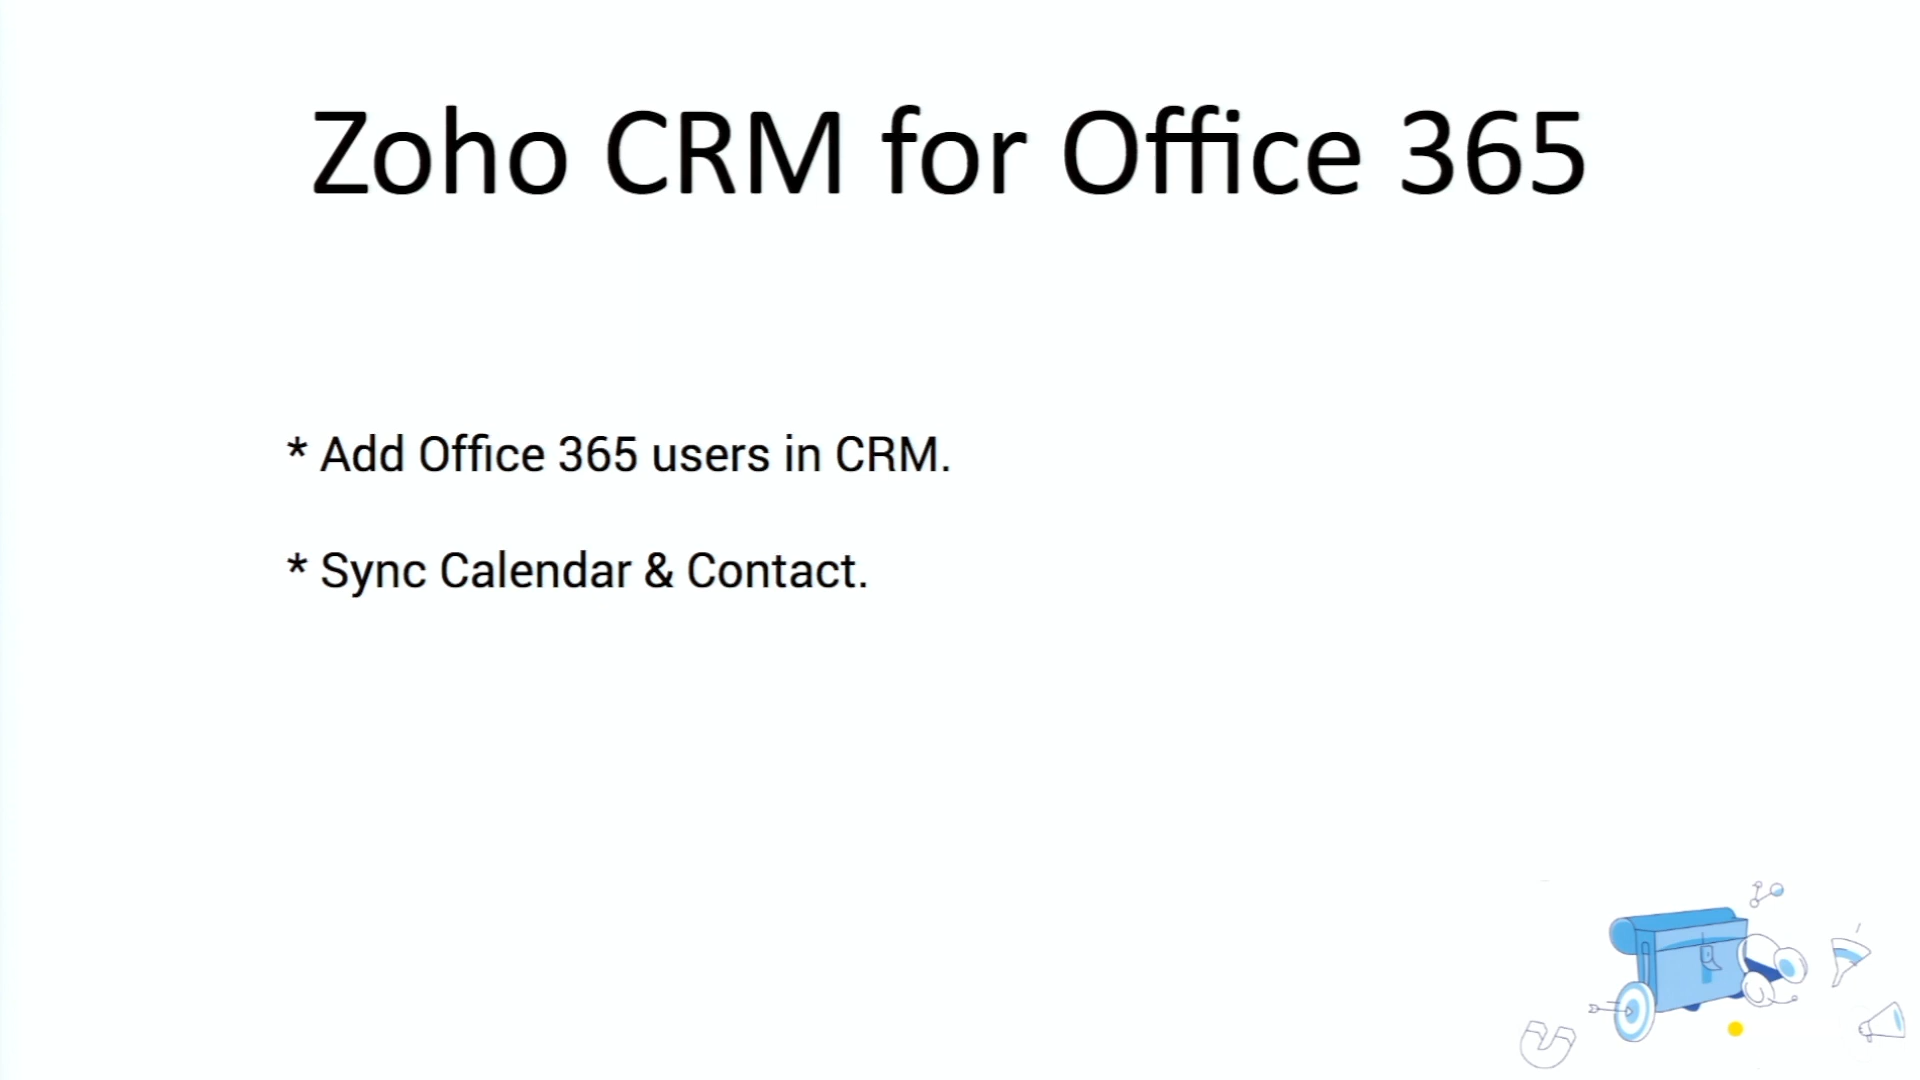 Zoho CRM for Office 365
* Add Office 365 users in CRM.
* Sync Calendar & Contact.